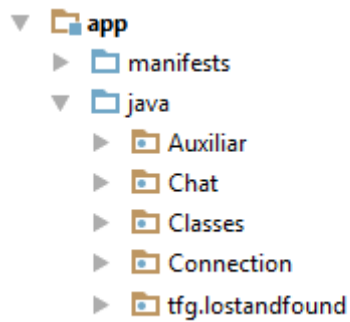 app
manifests
java
Auxiliar
Chat
Classes
Connection
tfg.lostandfound